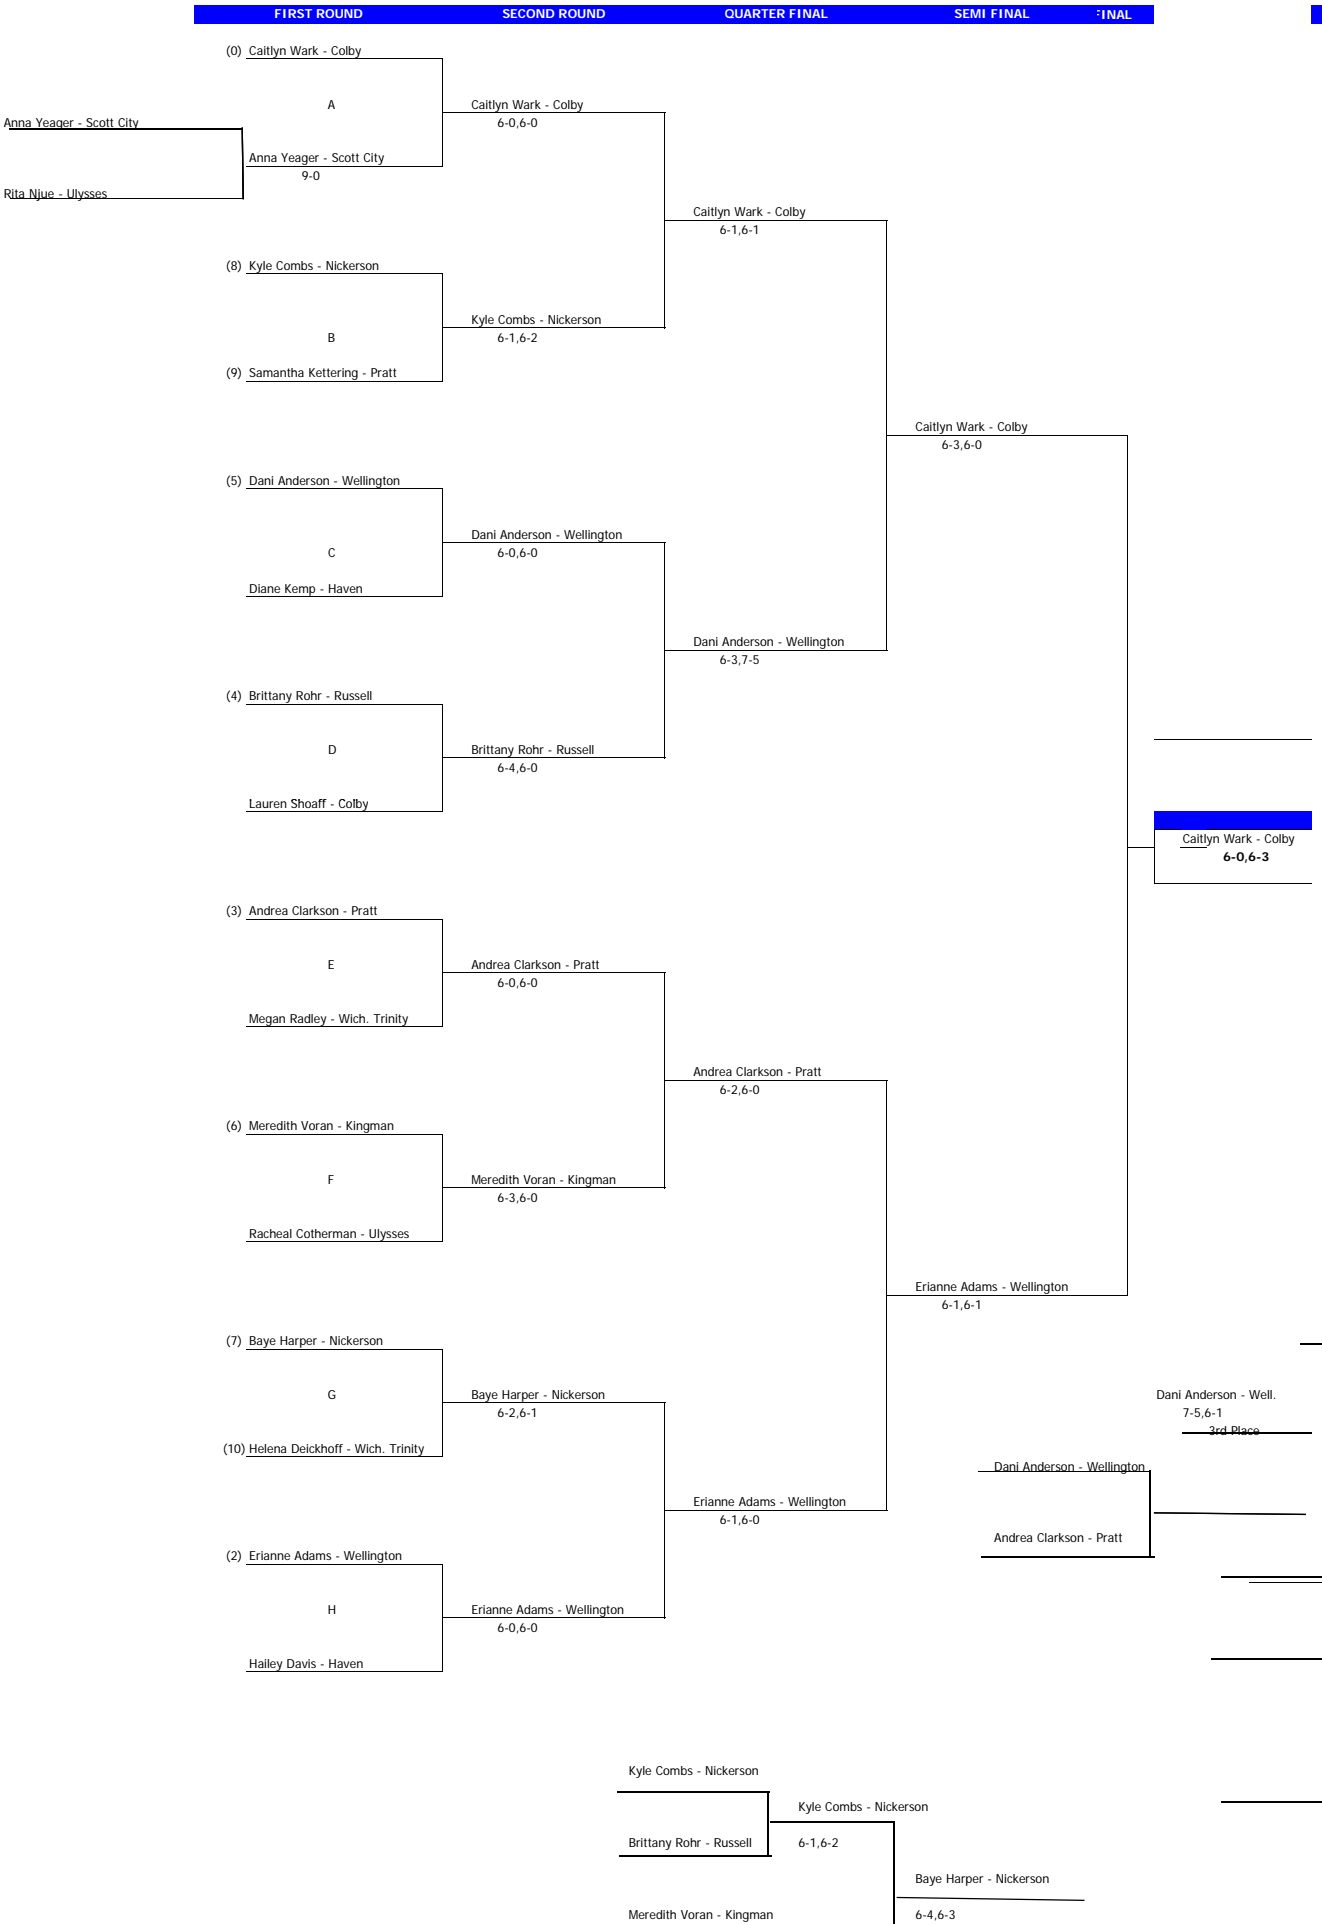 FIRST ROUND SECOND ROUND QUARTER FINAL SEMI FINAL FINAL
(0) Caitlyn Wark - Colby
A
Caitlyn Wark - Colby
6-0,6-0
Anna Yeager - Scott City
Anna Yeager - Scott City
9-0
Rita Njue - Ulysses
Caitlyn Wark - Colby
6-1,6-1
(8) Kyle Combs - Nickerson
Kyle Combs - Nickerson
6-1,6-2
B
(9) Samantha Kettering - Pratt
Caitlyn Wark - Colby
6-3,6-0
(5) Dani Anderson - Wellington
Dani Anderson - Wellington
6-0,6-0
C
Diane Kemp - Haven
Dani Anderson - Wellington
6-3,7-5
(4) Brittany Rohr - Russell
D
Brittany Rohr - Russell
6-4,6-0
Lauren Shoaff - Colby
Caitlyn Wark - Colby
6-0,6-3
(3) Andrea Clarkson - Pratt
E
Andrea Clarkson - Pratt
6-0,6-0
Megan Radley - Wich. Trinity
Andrea Clarkson - Pratt
6-2,6-0
(6) Meredith Voran - Kingman
F
Meredith Voran - Kingman
6-3,6-0
Racheal Cotherman - Ulysses
Erianne Adams - Wellington
6-1,6-1
(7) Baye Harper - Nickerson
G
Baye Harper - Nickerson
6-2,6-1
Dani Anderson - Well.
7-5,6-1
3rd Place
(10) Helena Deickhoff - Wich. Trinity
Dani Anderson - Wellington
Erianne Adams - Wellington
6-1,6-0
Andrea Clarkson - Pratt
(2) Erianne Adams - Wellington
H
Erianne Adams - Wellington
6-0,6-0
Hailey Davis - Haven
Kyle Combs - Nickerson
Kyle Combs - Nickerson
Brittany Rohr - Russell
6-1,6-2
Baye Harper - Nickerson
Meredith Voran - Kingman
6-4,6-3